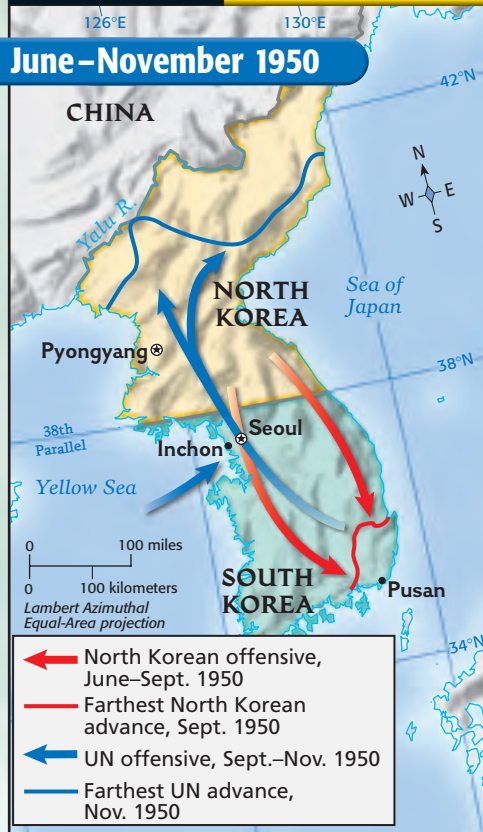 126°E
130°E
June–November 1950
42°N
CHINA
N
W
E
S
Yalu R.
NORTH
KOREA
Sea of
Japan
Pyongyang
38°N
38th
Parallel
Seoul
Inchon
Yellow Sea
0
100 miles
0
100 kilometers
Lambert Azimuthal
Equal-Area projection
SOUTH
KOREA
Pusan
34°N
North Korean offensive,
June–Sept. 1950
Farthest North Korean
advance, Sept. 1950
UN offensive, Sept.–Nov. 1950
Farthest UN advance,
Nov. 1950